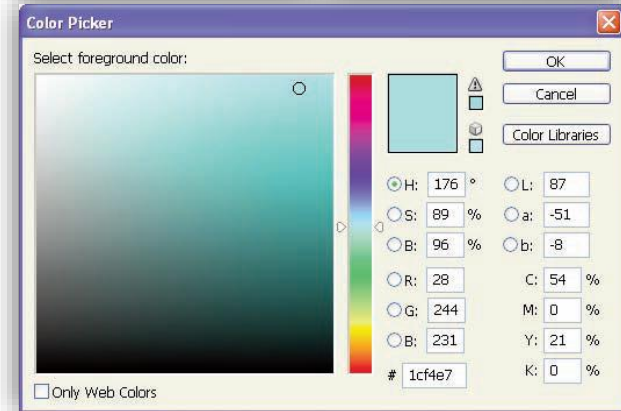 Color Picker
Select foreground color:
OK
Cancel
Color Libraries
H: 176 ° L: 87
S: 89 % a: -51
B: 96 % b: -8
R: 28 C: 54 %
G: 244 M: 0 %
B: 231 Y: 21 %
# 1cf4e7 K: 0 %
Only Web Colors